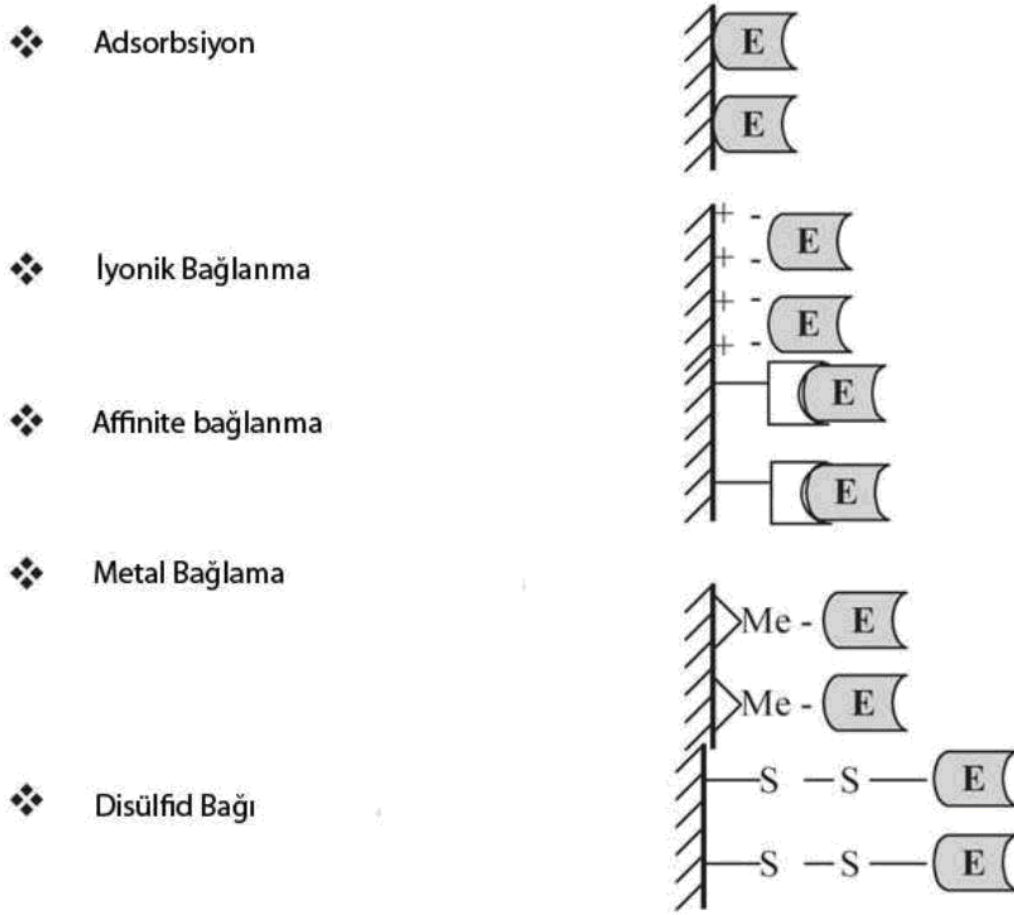 ❖ Adsorbsiyon
E
E
❖ İyonik Bağlanma
+ - E
+ -
+ - E
+ -
❖ Affinite bağlanma
E
E
❖ Metal Bağlama
Me - E
Me - E
❖ Disülfid Bağı
S — S — E
S — S — E